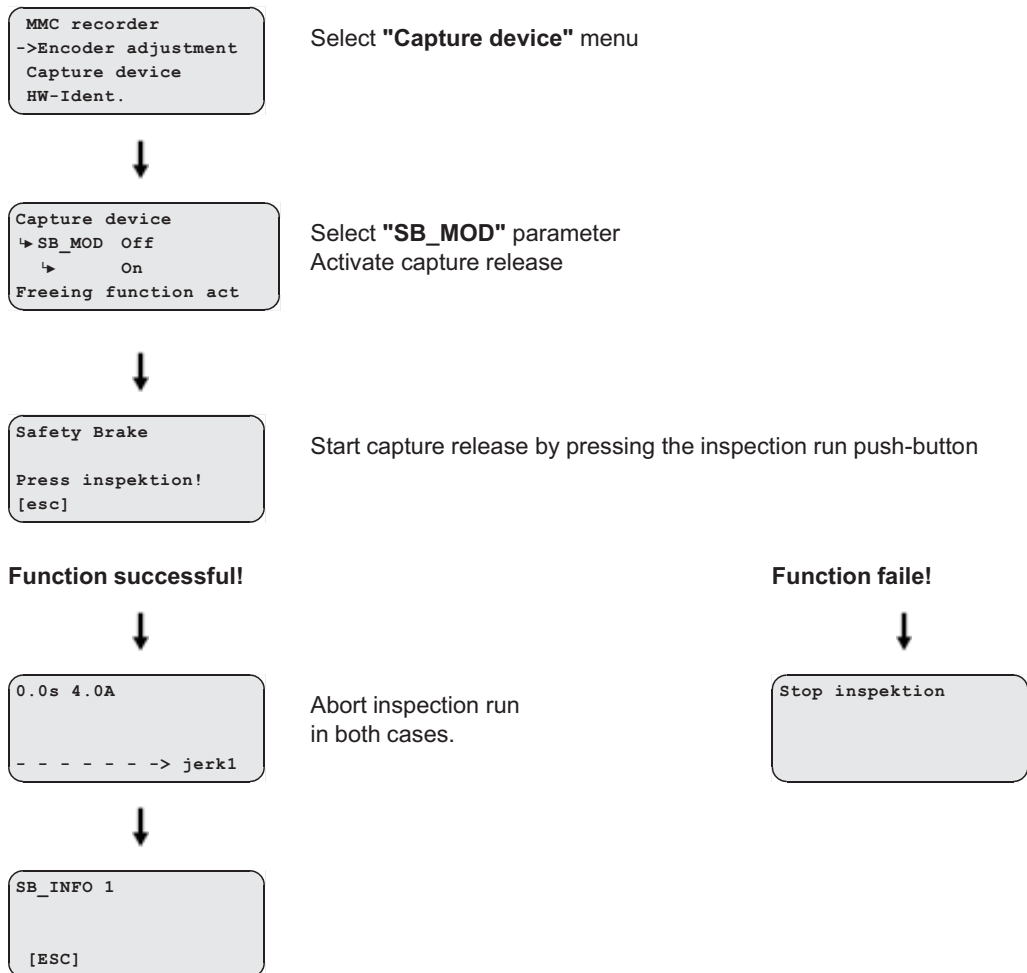 MMC recorder
->Encoder adjustment
Capture device
HW-Ident.
Select "Capture device" menu
Capture device
↳ SB_MOD Off
↳ On
Freeing function act
Select "SB_MOD" parameter
Activate capture release
Safety Brake
Press inspektion!
[esc]
Start capture release by pressing the inspection run push-button
Function successful!
Function faile!
0.0s 4.0A
- - - - - - -> jerk1
Abort inspection run
in both cases.
Stop inspektion
SB_INFO 1
[ESC]